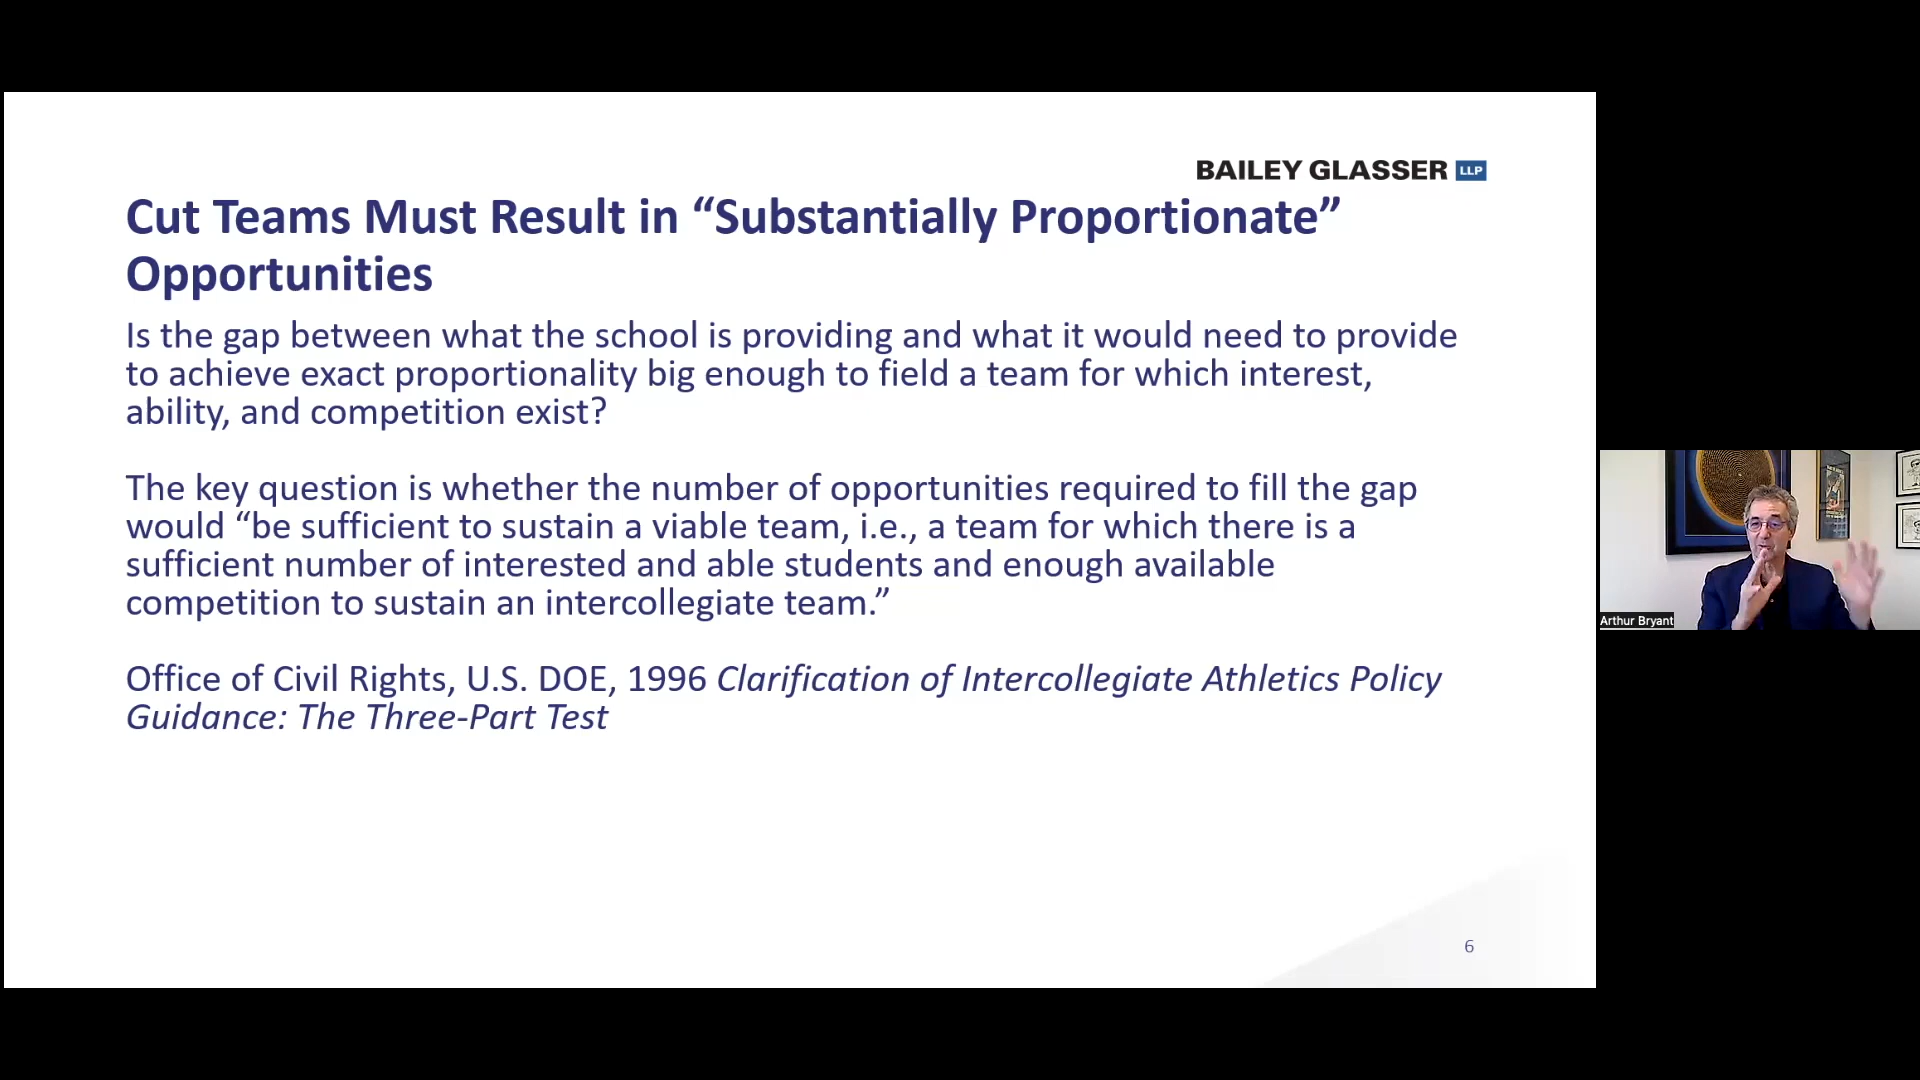 BAILEY GLASSER LLP
Cut Teams Must Result in “Substantially Proportionate”
Opportunities
Is the gap between what the school is providing and what it would need to provide
to achieve exact proportionality big enough to field a team for which interest,
ability, and competition exist?
The key question is whether the number of opportunities required to fill the gap
would “be sufficient to sustain a viable team, i.e., a team for which there is a
sufficient number of interested and able students and enough available
competition to sustain an intercollegiate team.”
Office of Civil Rights, U.S. DOE, 1996 Clarification of Intercollegiate Athletics Policy
Guidance: The Three-Part Test
6
Arthur Bryant